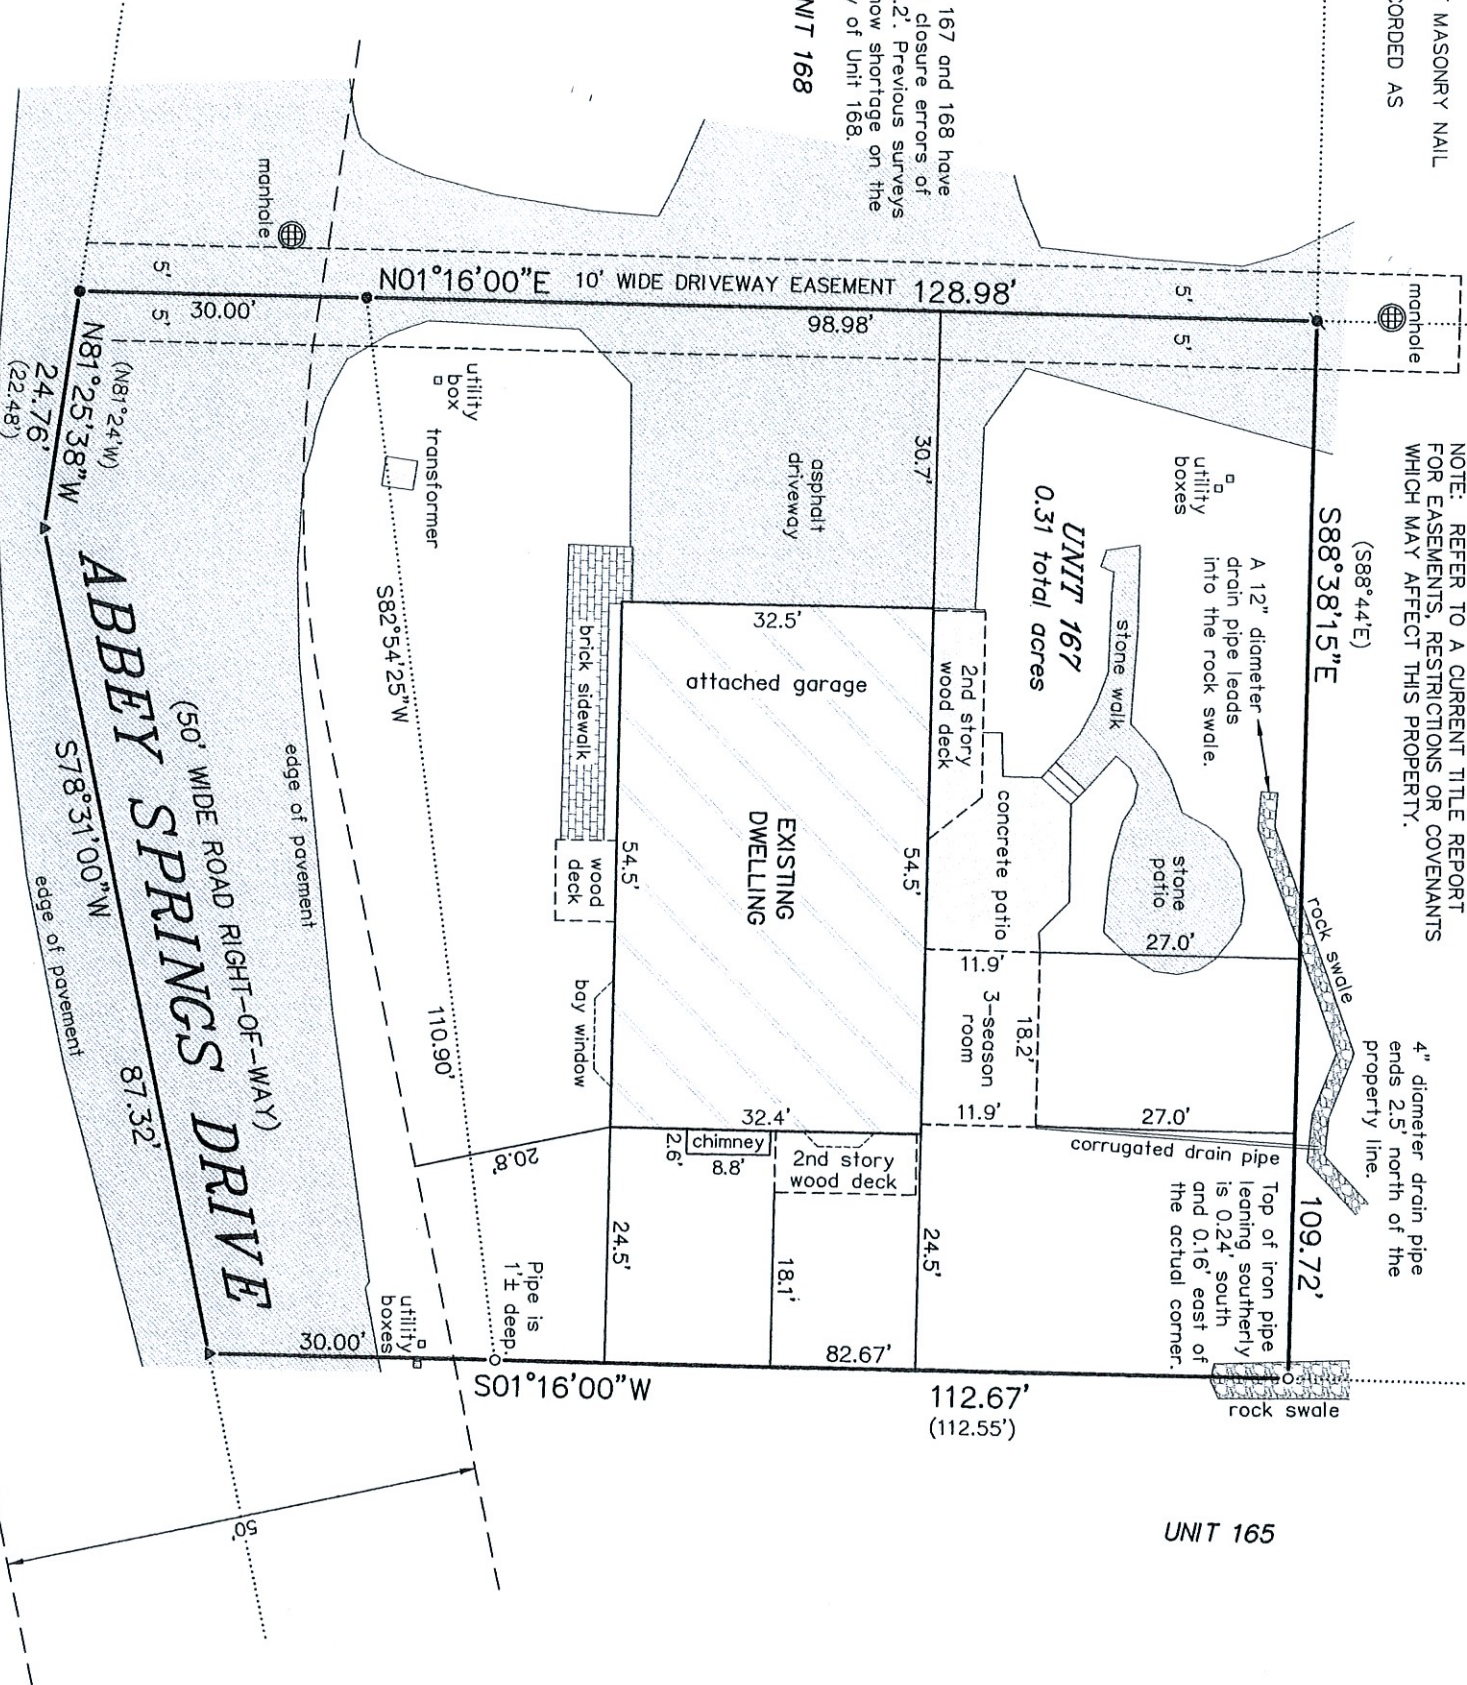 MASONRY NAIL
CORDED AS
NOTE: REFER TO A CURRENT TITLE REPORT
FOR EASEMENTS, RESTRICTIONS OR COVENANTS
WHICH MAY AFFECT THIS PROPERTY.
167 and 168 have
closure errors of
.2'. Previous surveys
now shortage on the
y of Unit 168.
NIT 168
manhole
(S88°44'E)
S88°38'15"E
109.72'
4" diameter drain pipe
ends 2.5' north of the
property line.
rock swale
A 12" diameter
drain pipe leads
into the rock swale.
utility
boxes
UNIT 167
0.31 total acres
stone walk
stone
patio
27.0'
27.0'
corrugated drain pipe
Top of iron pipe
leaning southerly
is 0.24' south
and 0.16' east of
the actual corner.
rock swale
UNIT 165
5'
5'
N01°16'00"E
10' WIDE DRIVEWAY EASEMENT
128.98'
98.98'
30.7'
2nd story
wood deck
concrete patio
11.9'
3-season
room
18.2'
11.9'
54.5'
asphalt
driveway
32.5'
attached garage
EXISTING
DWELLING
32.4'
chimney
2.6'
8.8'
2nd story
wood deck
24.5'
18.1'
24.5'
82.67'
112.67'
(112.55')
S01°16'00"W
54.5'
brick sidewalk
wood
deck
bay window
20.8'
Pipe is
1'± deep.
utility
box
transformer
S82°54'25"W
110.90'
utility
boxes
30.00'
edge of pavement
manhole
5'
5'
30.00'
(N81°24'W)
N81°25'38"W
24.76'
(22.48')
(50' WIDE ROAD RIGHT-OF-WAY)
ABBEY SPRINGS DRIVE
S78°31'00"W
87.32'
edge of pavement
50'